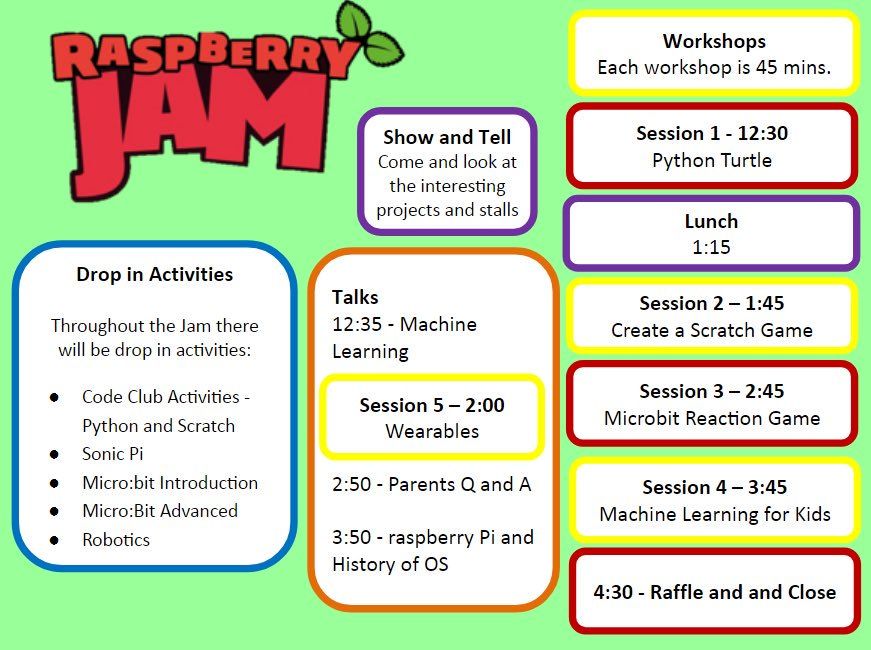 RASPBERRY
JAM
Show and Tell
Come and look at
the interesting
projects and stalls
Drop in Activities
Throughout the Jam there
will be drop in activities:
● Code Club Activities -
Python and Scratch
● Sonic Pi
● Micro:bit Introduction
● Micro:Bit Advanced
● Robotics
Talks
12:35 - Machine
Learning
Session 5 – 2:00
Wearables
2:50 - Parents Q and A
3:50 - raspberry Pi and
History of OS
Workshops
Each workshop is 45 mins.
Session 1 - 12:30
Python Turtle
Lunch
1:15
Session 2 – 1:45
Create a Scratch Game
Session 3 – 2:45
Microbit Reaction Game
Session 4 – 3:45
Machine Learning for Kids
4:30 - Raffle and and Close